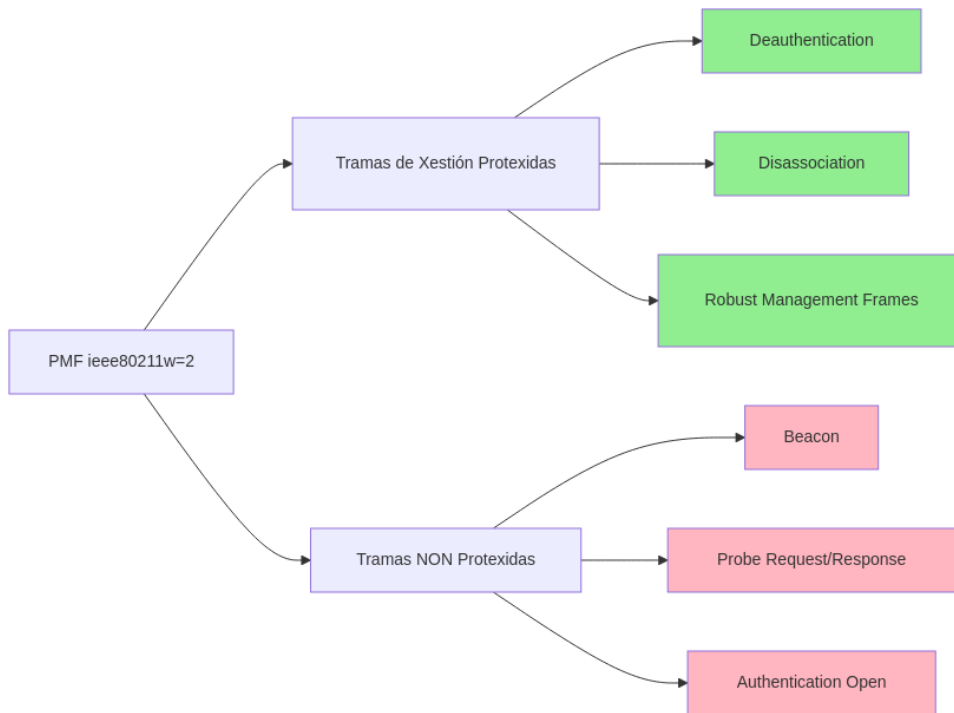 Deauthentication
Tramas de Xestión Protexidas
Disassociation
Robust Management Frames
PMF ieee80211w=2
Beacon
Tramas NON Protexidas
Probe Request/Response
Authentication Open